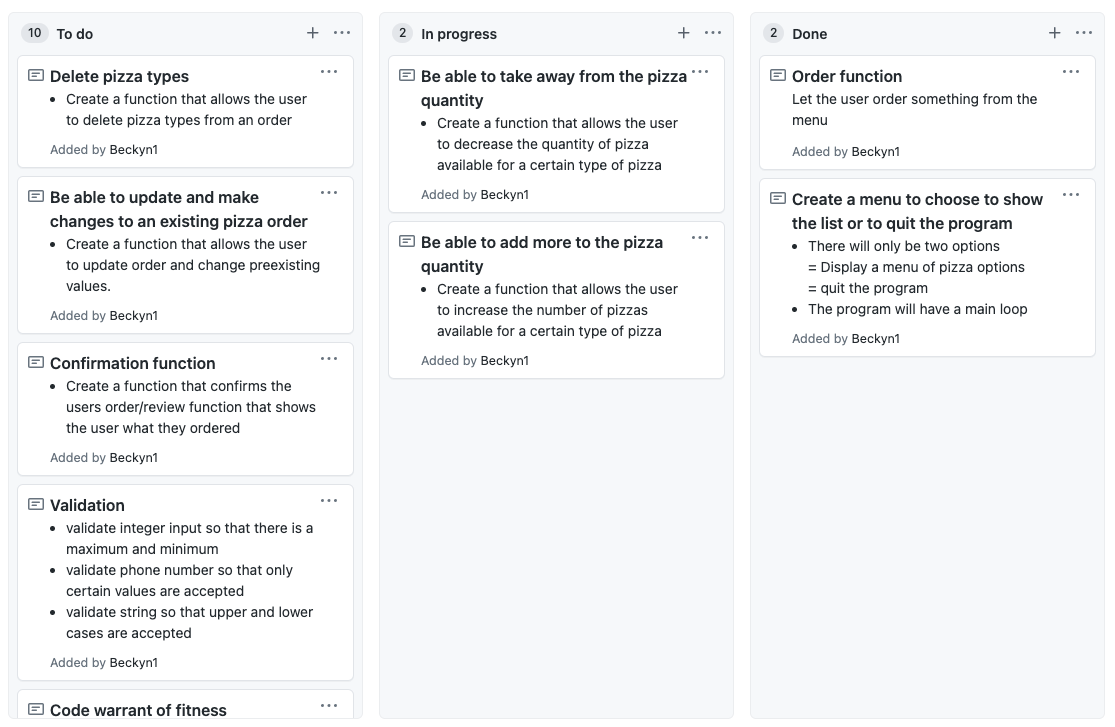 10 To do
Delete pizza types
Create a function that allows the user
to delete pizza types from an order
Added by Beckyn1
Be able to update and make
changes to an existing pizza order
Create a function that allows the user
to update order and change preexisting
values.
Added by Beckyn1
Confirmation function
Create a function that confirms the
users order/review function that shows
the user what they ordered
Added by Beckyn1
Validation
validate integer input so that there is a
maximum and minimum
validate phone number so that only
certain values are accepted
validate string so that upper and lower
cases are accepted
Added by Beckyn1
Code warrant of fitness
2 In progress
Be able to take away from the pizza
quantity
Create a function that allows the user
to decrease the quantity of pizza
available for a certain type of pizza
Added by Beckyn1
Be able to add more to the pizza
quantity
Create a function that allows the user
to increase the number of pizzas
available for a certain type of pizza
Added by Beckyn1
2 Done
Order function
Let the user order something from the
menu
Added by Beckyn1
Create a menu to choose to show
the list or to quit the program
There will only be two options
= Display a menu of pizza options
= quit the program
The program will have a main loop
Added by Beckyn1